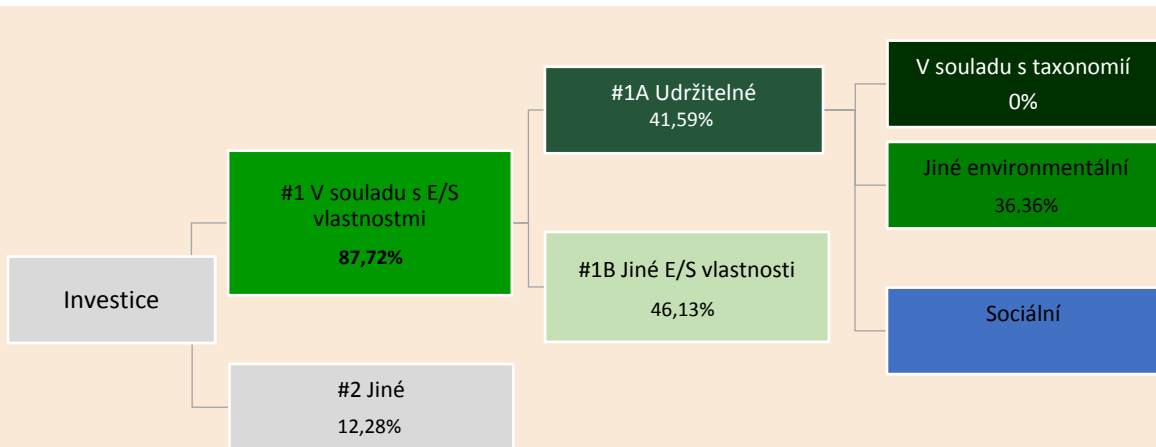 Investice
#1 V souladu s E/S
vlastnostmi
87,72%
#2 Jiné
12,28%
#1A Udržitelné
41,59%
#1B Jiné E/S vlastnosti
46,13%
V souladu s taxonomií
0%
Jiné environmentální
36,36%
Sociální